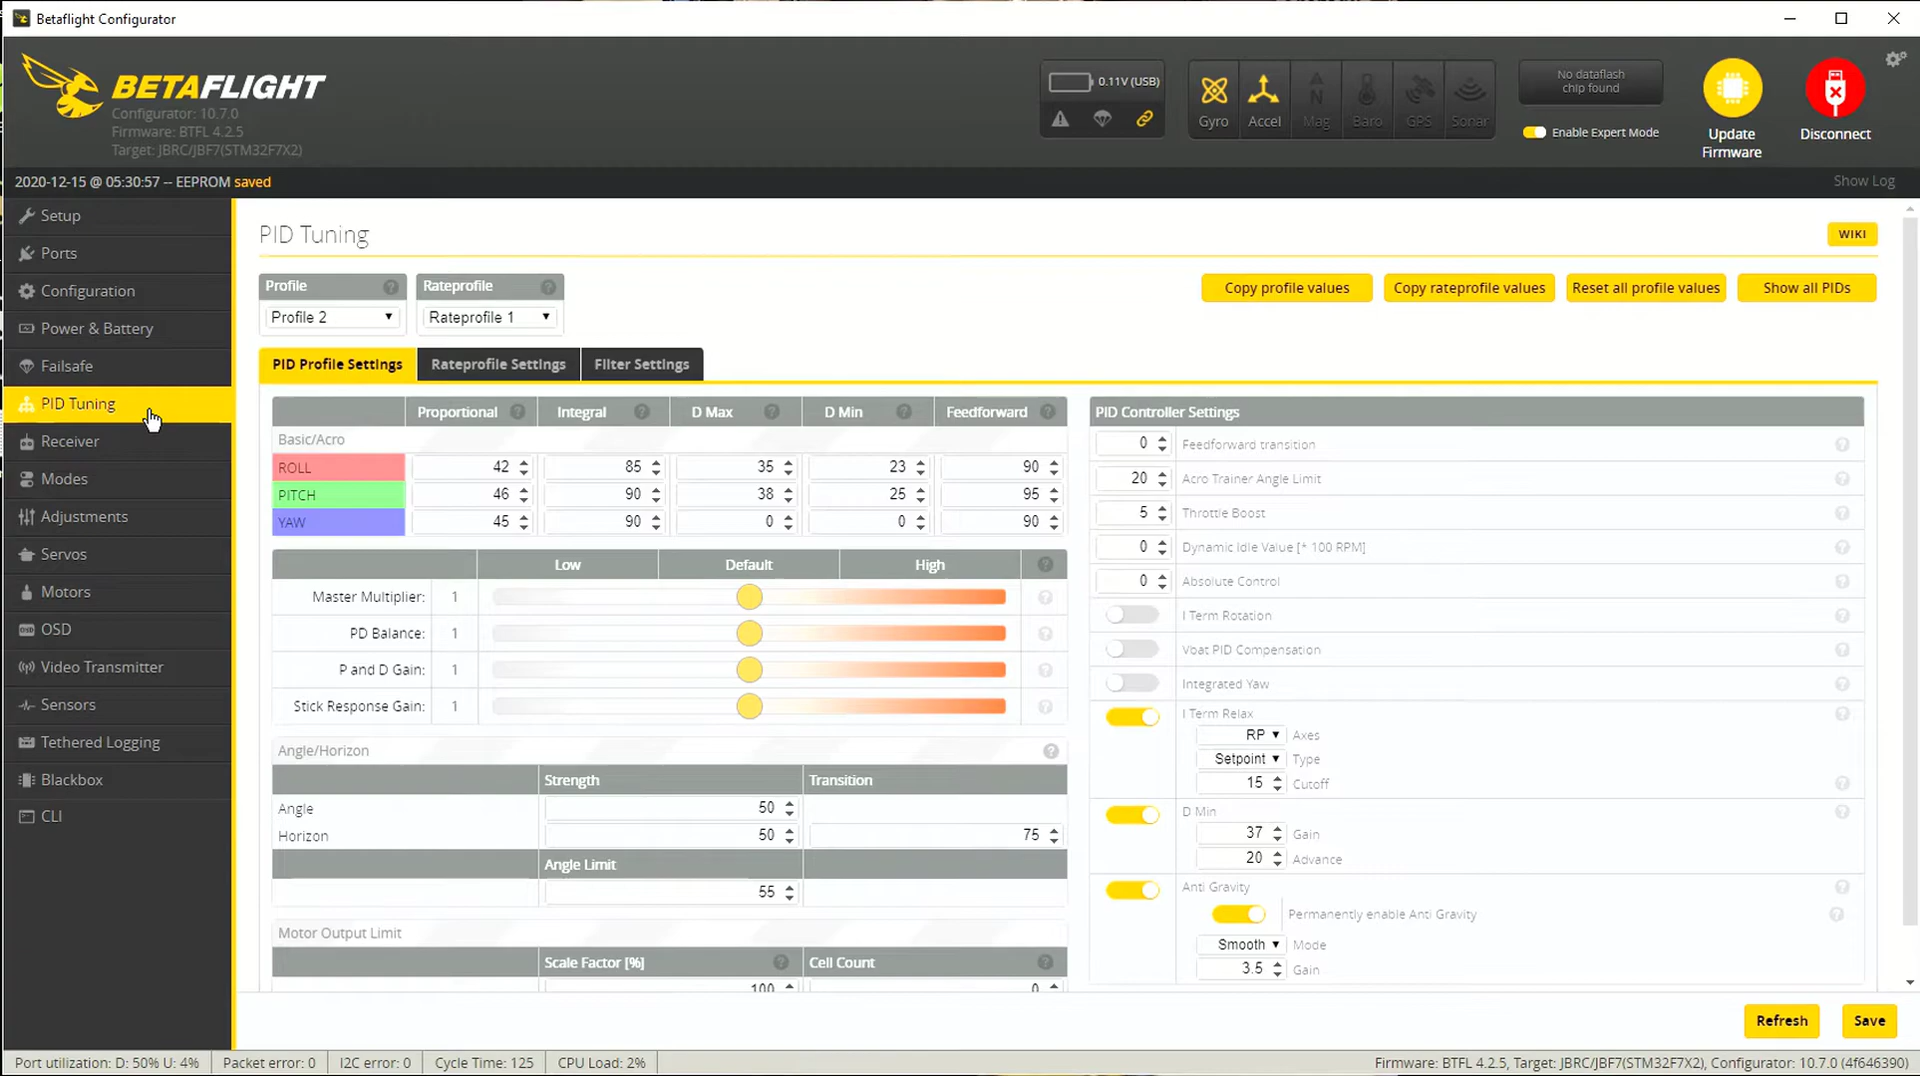 Betaflight Configurator
BETAFLIGHT
Configurator: 10.7.0
Firmware: BTFL 4.2.5
Target: JBRC/JBF7(STM32F7X2)
0.11V (USB)
Gyro
Accel
Mag
Baro
GPS
Sonar
No dataflash
chip found
Enable Expert Mode
Update
Firmware
Disconnect
2020-12-15 @ 05:30:57 -- EEPROM saved
Show Log
Setup
Ports
Configuration
Power & Battery
Failsafe
PID Tuning
Receiver
Modes
Adjustments
Servos
Motors
OSD
Video Transmitter
Sensors
Tethered Logging
Blackbox
CLI
PID Tuning
WIKI
Profile
Rateprofile
Profile 2
Rateprofile 1
Copy profile values
Copy rateprofile values
Reset all profile values
Show all PIDs
PID Profile Settings
Rateprofile Settings
Filter Settings
Proportional Integral D Max D Min Feedforward
Basic/Acro
ROLL 42 85 35 23 90
PITCH 46 90 38 25 95
YAW 45 90 0 0 90
Low Default High
Master Multiplier: 1
PD Balance: 1
P and D Gain: 1
Stick Response Gain: 1
Angle/Horizon
Strength Transition
Angle 50
Horizon 50 75
Angle Limit
55
Motor Output Limit
Scale Factor [%] Cell Count
100 0
PID Controller Settings
0 Feedforward transition
20 Acro Trainer Angle Limit
5 Throttle Boost
0 Dynamic Idle Value [* 100 RPM]
0 Absolute Control
I Term Rotation
Vbat PID Compensation
Integrated Yaw
I Term Relax
RP Axes
Setpoint Type
15 Cutoff
D Min
37 Gain
20 Advance
Anti Gravity
Permanently enable Anti Gravity
Smooth Mode
3.5 Gain
Refresh
Save
Port utilization: D: 50% U: 4%
Packet error: 0
I2C error: 0
Cycle Time: 125
CPU Load: 2%
Firmware: BTFL 4.2.5, Target: JBRC/JBF7(STM32F7X2), Configurator: 10.7.0 (4f646390)